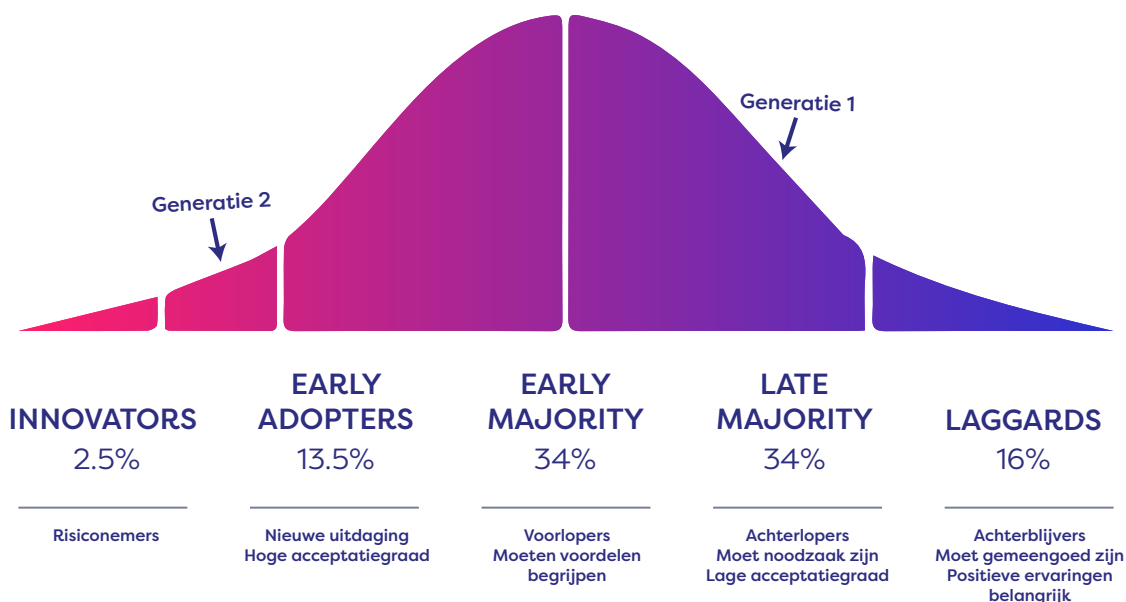 Generatie 1
Generatie 2
INNOVATORS
2.5%
Risiconemers
EARLY
ADOPTERS
13.5%
Nieuwe uitdaging
Hoge acceptatiegraad
EARLY
MAJORITY
34%
Voorlopers
Moeten voordelen
begrijpen
LATE
MAJORITY
34%
Achterlopers
Moet noodzaak zijn
Lage acceptatiegraad
LAGGARDS
16%
Achterblijvers
Moet gemeengoed zijn
Positieve ervaringen
belangrijk